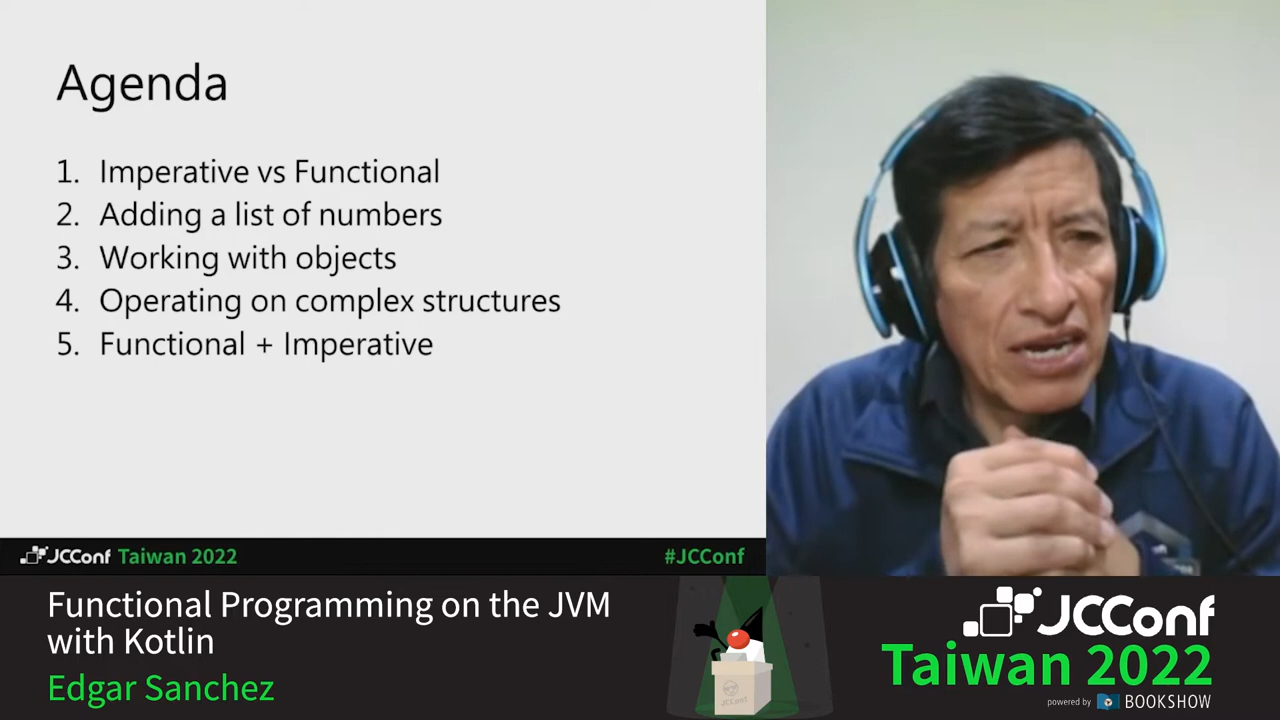 Agenda
1. Imperative vs Functional
2. Adding a list of numbers
3. Working with objects
4. Operating on complex structures
5. Functional + Imperative
JCConf Taiwan 2022
#JCConf
Functional Programming on the JVM
with Kotlin
Edgar Sanchez
JCConf
JCConf
Taiwan 2022
powered by BOOKSHOW